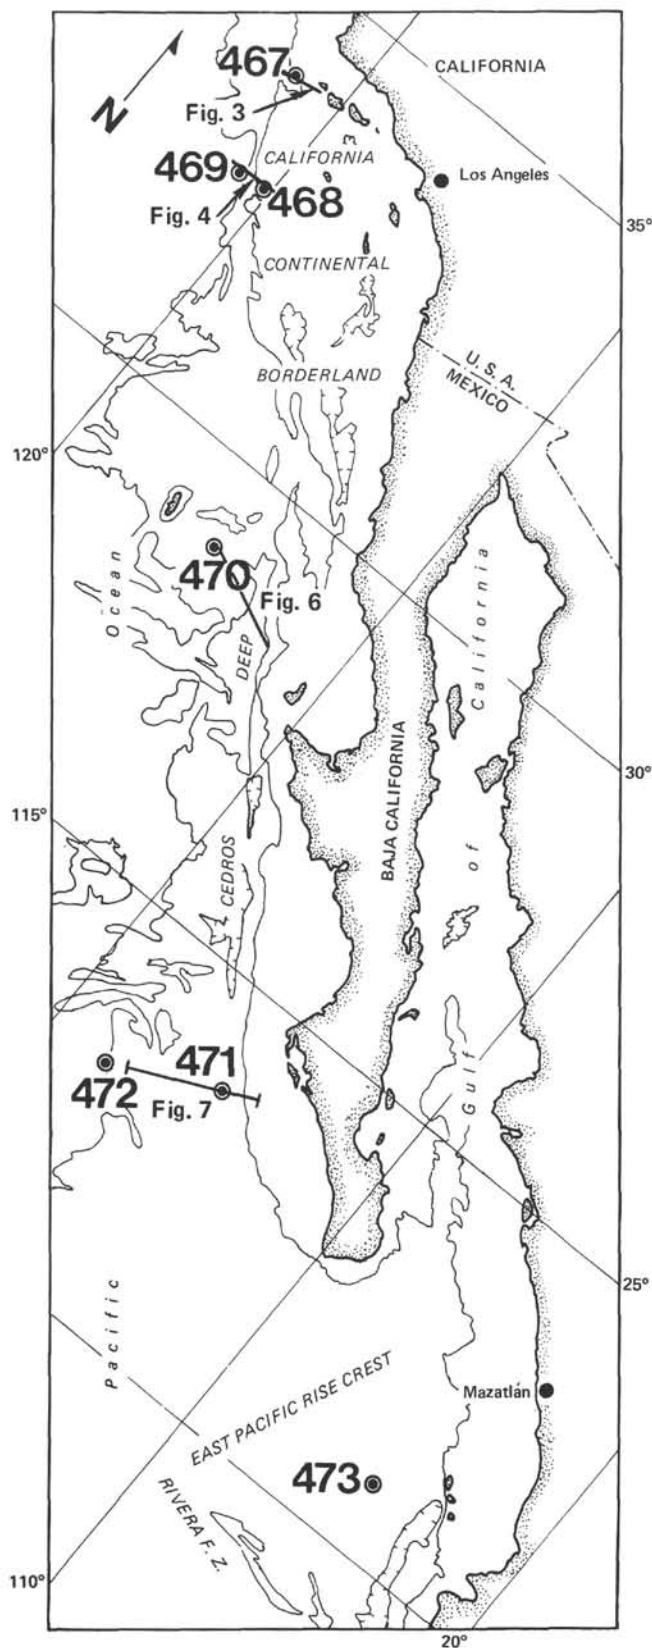 467
CALIFORNIA
N
Fig. 3
CALIFORNIA
469
Los Angeles
Fig. 4
468
35°
CONTINENTAL
U.S.A.
MEXICO
BORDERLAND
120°
470
Fig. 6
Ocean
DEEP
California
30°
BAJA CALIFORNIA
115°
of
CEDROS
471
472
Fig. 7
Gulf
25°
Pacific
EAST PACIFIC RISE CREST
Mazatlán
473
RIVERA F. Z.
110°
20°